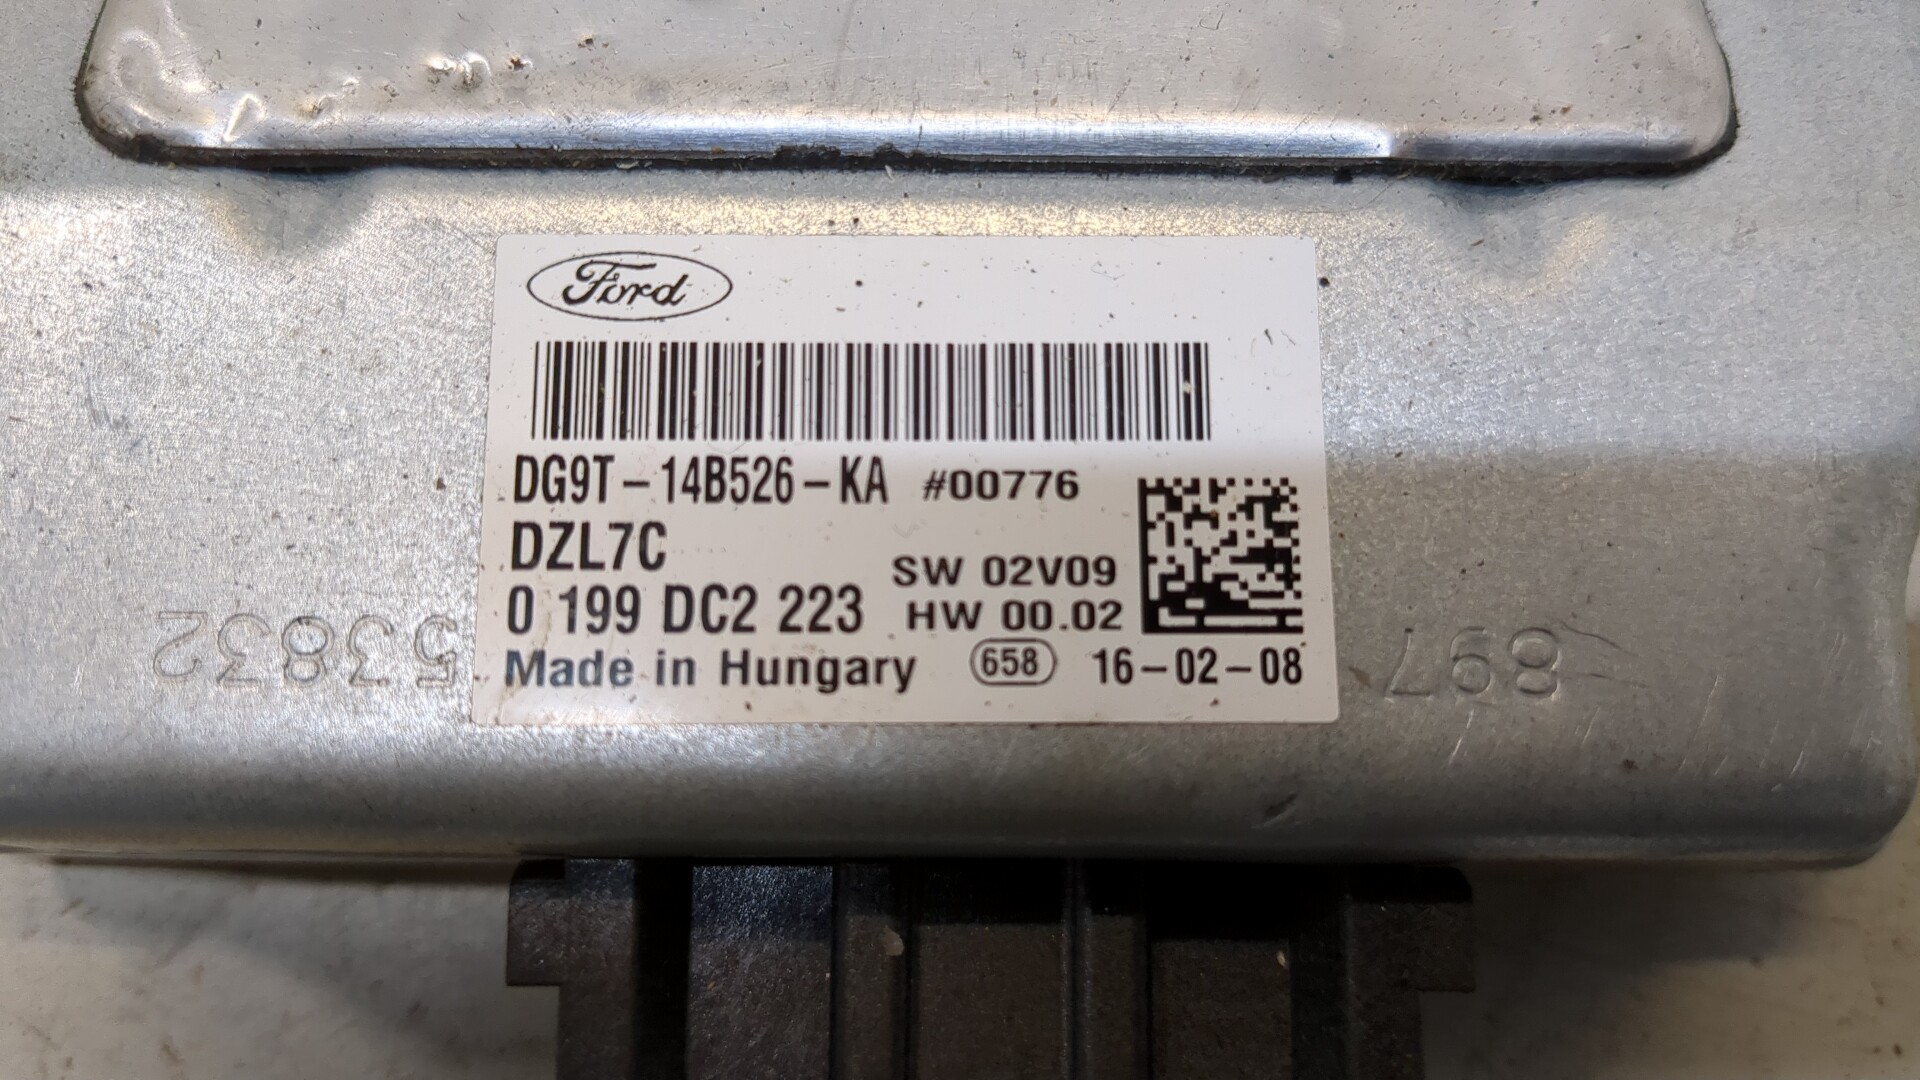 Ford
DG9T-14B526-KA #00776
DZL7C
SW 02V09
0 199 DC2 223 HW 00.02
Made in Hungary 658 16-02-08
53832
897